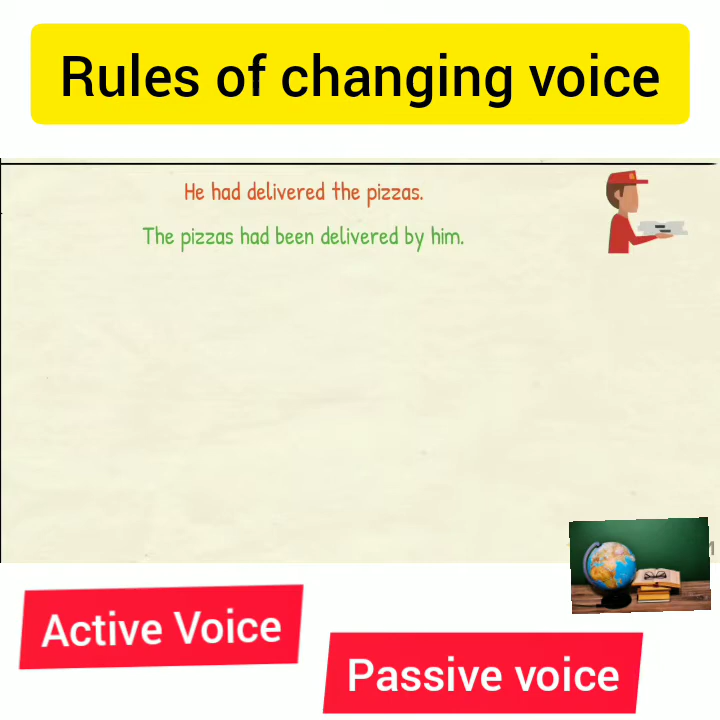 Rules of changing voice
He had delivered the pizzas.
The pizzas had been delivered by him.
Active Voice
Passive voice